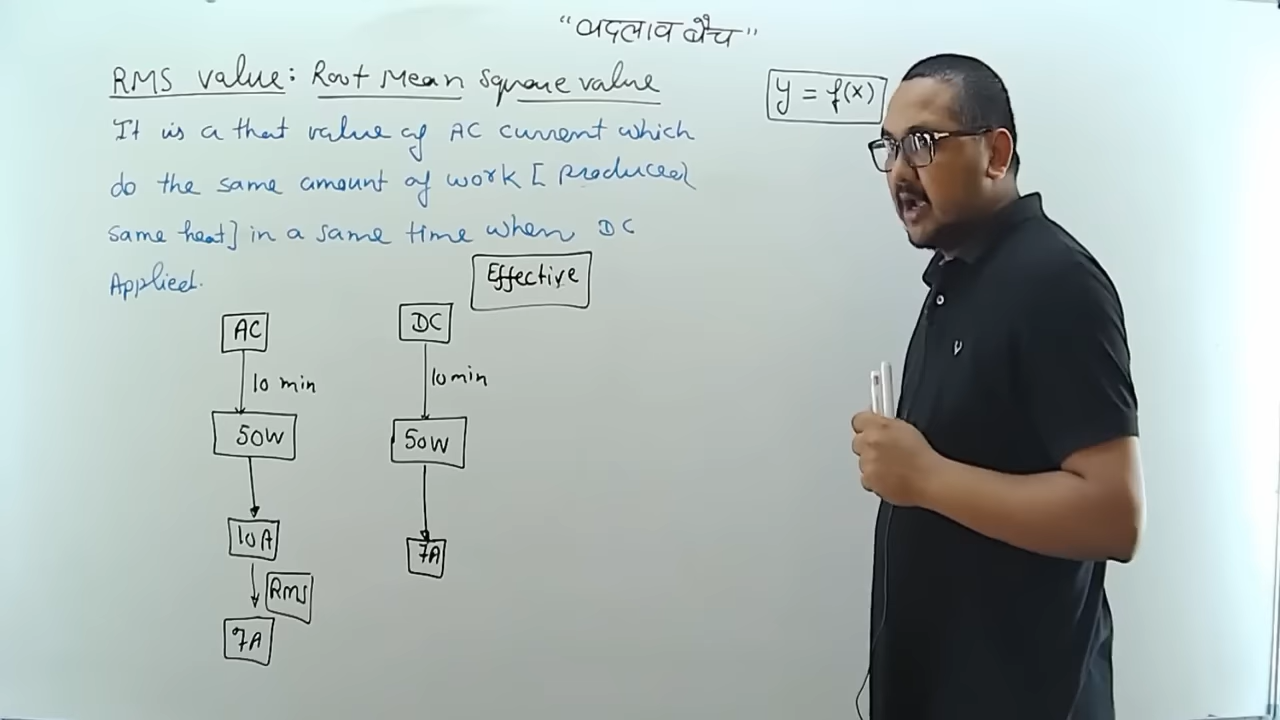 "बदलाव बैच"
RMS value: Root Mean Square value
y = f(x)
It is a that value of AC current which
do the same amount of work [produced
same heat] in a same time when DC
Applied.
Effective
AC
DC
10 min
10 min
50W
50W
10A
7A
Rms
7A